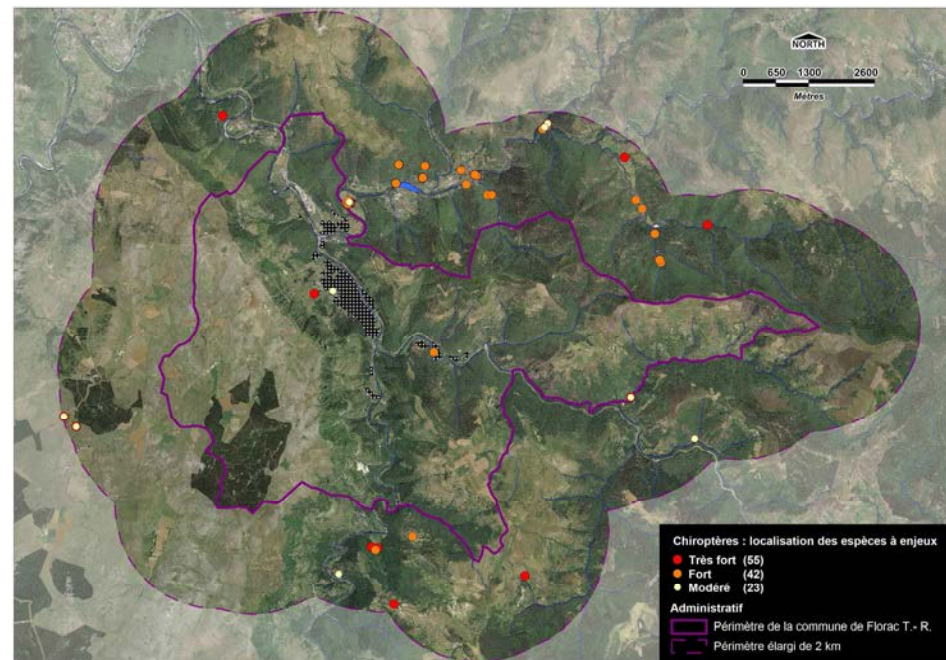 NORTH
0 650 1300 2600
Mètres
Chiroptères : localisation des espèces à enjeux
Très fort (55)
Fort (42)
Modéré (23)
Administratif
Périmètre de la commune de Florac T.- R.
Périmètre élargi de 2 km